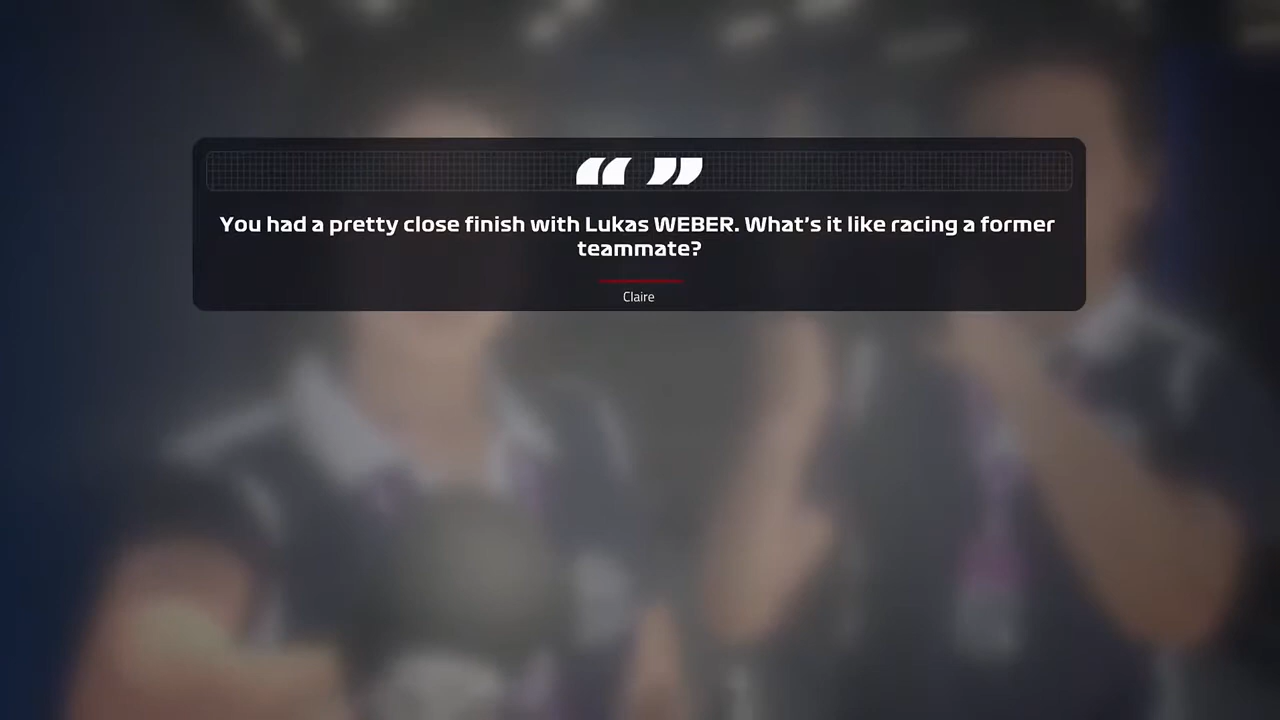 “ ”
You had a pretty close finish with Lukas WEBER. What’s it like racing a former
teammate?
Claire